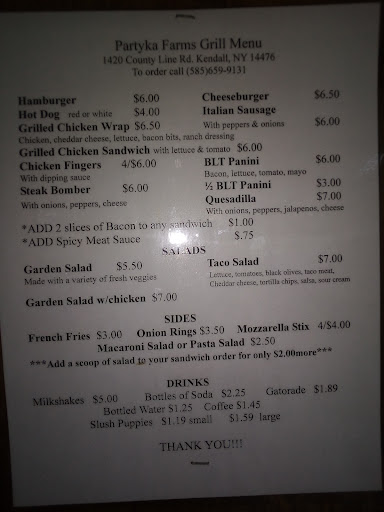 Partyka Farms Grill Menu
1420 County Line Rd. Kendall, NY 14476
To order call (585)659-9131
Hamburger $6.00
Hot Dog red or white $4.00
Grilled Chicken Wrap $6.50
Chicken, cheddar cheese, lettuce, bacon bits, ranch dressing
Cheeseburger $6.50
Italian Sausage
With peppers & onions $6.00
Grilled Chicken Sandwich with lettuce & tomato $6.00
Chicken Fingers 4/$6.00
With dipping sauce
Steak Bomber $6.00
With onions, peppers, cheese
BLT Panini $6.00
Bacon, lettuce, tomato, mayo
½ BLT Panini $3.00
Quesadilla $7.00
With onions, peppers, jalapenos, cheese
*ADD 2 slices of Bacon to any sandwich $1.00
*ADD Spicy Meat Sauce $.75
SALADS
Garden Salad $5.50
Made with a variety of fresh veggies
Taco Salad $7.00
Lettuce, tomatoes, black olives, taco meat,
Cheddar cheese, tortilla chips, salsa, sour cream
Garden Salad w/chicken $7.00
SIDES
French Fries $3.00 Onion Rings $3.50 Mozzarella Stix 4/$4.00
Macaroni Salad or Pasta Salad $2.50
***Add a scoop of salad to your sandwich order for only $2.00more***
DRINKS
Milkshakes $5.00 Bottles of Soda $2.25 Gatorade $1.89
Bottled Water $1.25 Coffee $1.45
Slush Puppies $1.19 small $1.59 large
THANK YOU!!!